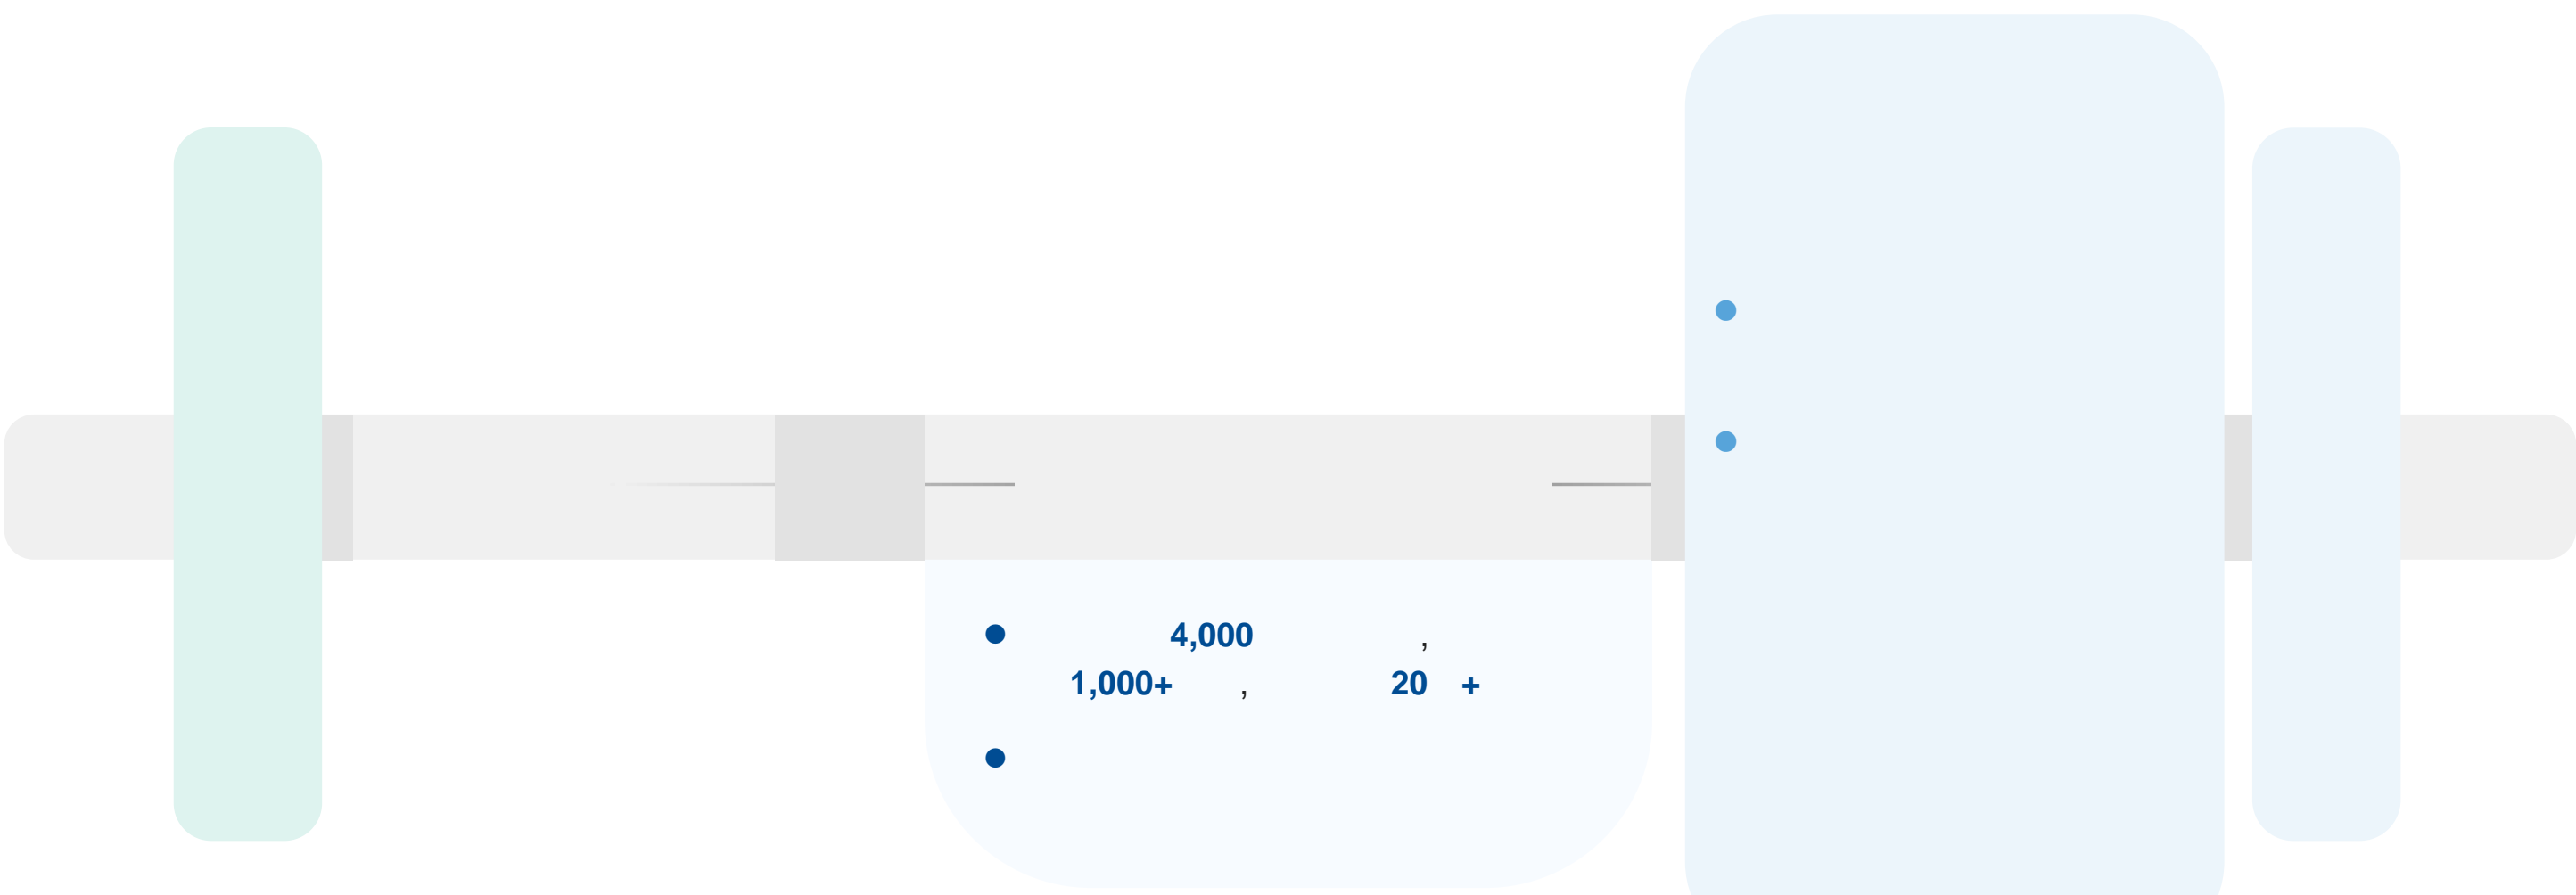 ● 4,000 ,
1,000+ , 20 +
●
●
●